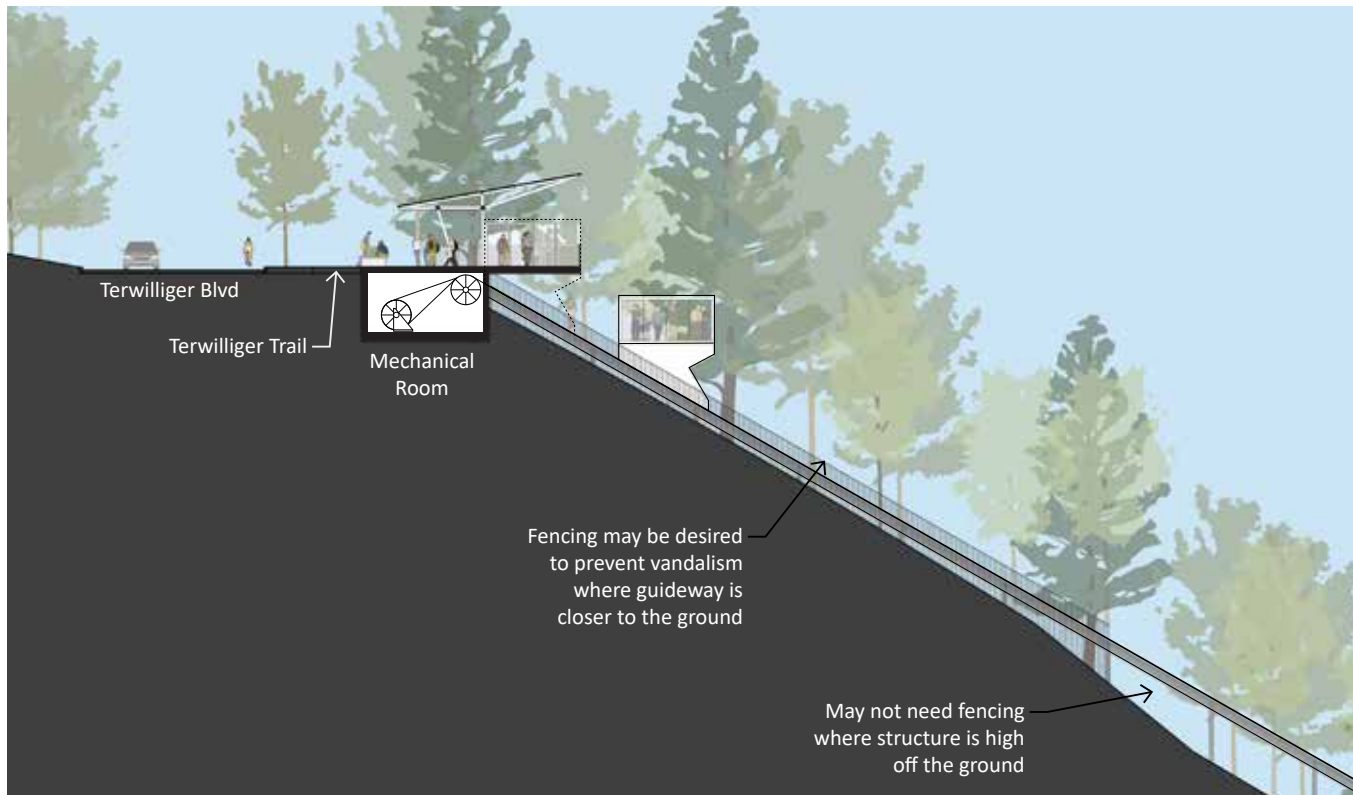 Terwilliger Blvd
Terwilliger Trail
Mechanical
Room
Fencing may be desired
to prevent vandalism
where guideway is
closer to the ground
May not need fencing
where structure is high
off the ground